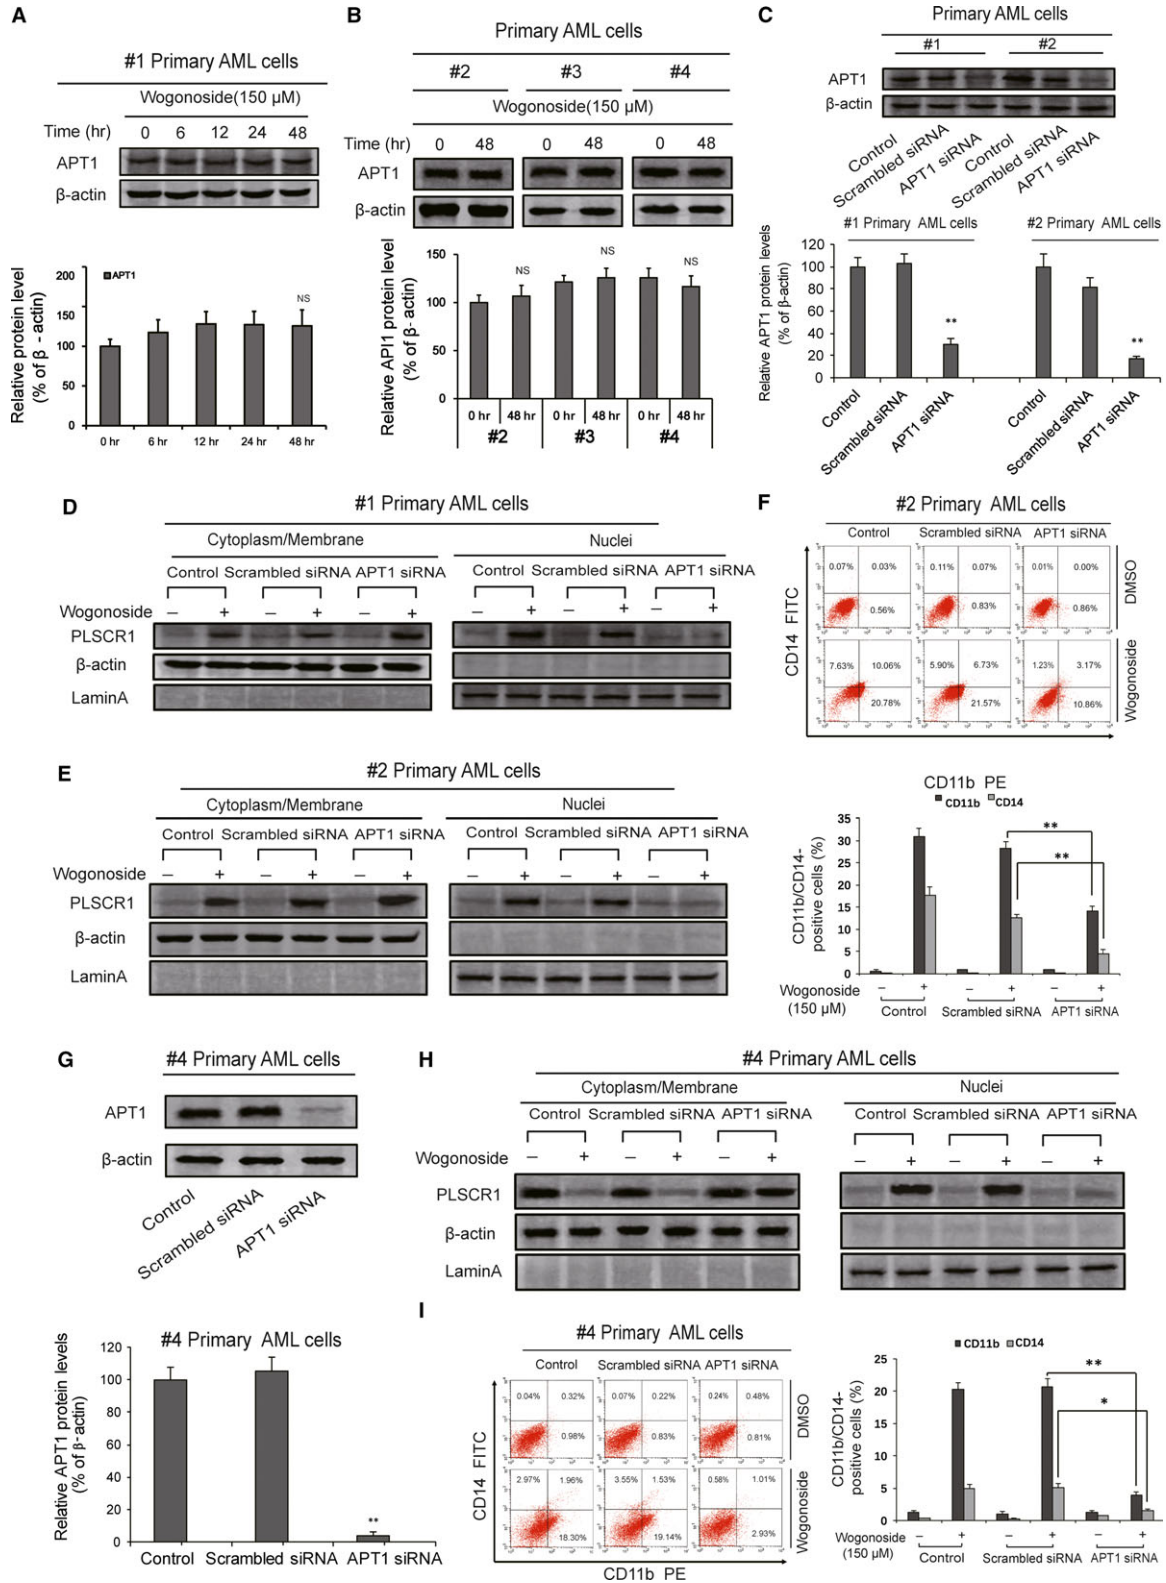 A
#1 Primary AML cells
Wogonoside(150 µM)
Time (hr) 0 6 12 24 48
APT1
β-actin
Relative protein level
(% of β - actin)
APT1
200
150
100
50
0
NS
0 hr 6 hr 12 hr 24 hr 48 hr
B
Primary AML cells
#2 #3 #4
Wogonoside(150 µM)
Time (hr) 0 48 0 48 0 48
APT1
β-actin
Relative API1 protein level
(% of β- actin)
150
100
50
0
NS NS NS
0 hr 48 hr 0 hr 48 hr 0 hr 48 hr
#2 #3 #4
C
Primary AML cells
#1 #2
APT1
β-actin
Control Scrambled siRNA APT1 siRNA Control Scrambled siRNA APT1 siRNA
#1 Primary AML cells #2 Primary AML cells
Relative APT1 protein levels
(% of β-actin)
120
100
80
60
40
20
0
** **
Control Scrambled siRNA APT1 siRNA Control Scrambled siRNA APT1 siRNA
D
#1 Primary AML cells
Cytoplasm/Membrane Nuclei
Control Scrambled siRNA APT1 siRNA Control Scrambled siRNA APT1 siRNA
Wogonoside – + – + – + – + – + – +
PLSCR1
β-actin
LaminA
E
#2 Primary AML cells
Cytoplasm/Membrane Nuclei
Control Scrambled siRNA APT1 siRNA Control Scrambled siRNA APT1 siRNA
Wogonoside – + – + – + – + – + – +
PLSCR1
β-actin
LaminA
F
#2 Primary AML cells
Control Scrambled siRNA APT1 siRNA
0.07% 0.03% 0.11% 0.07% 0.01% 0.00%
0.56% 0.83% 0.86%
DMSO
7.63% 10.06% 5.90% 6.73% 1.23% 3.17%
20.78% 21.57% 10.86%
Wogonoside
CD14 FITC
CD11b PE
CD11b CD14
CD11b/CD14-
positive cells (%)
35
30
25
20
15
10
5
0
**
**
Wogonoside
(150 µM)
– + – + – +
Control Scrambled siRNA APT1 siRNA
G
#4 Primary AML cells
APT1
β-actin
Control Scrambled siRNA APT1 siRNA
#4 Primary AML cells
Relative APT1 protein levels
(% of β-actin)
120
100
80
60
40
20
0
**
Control Scrambled siRNA APT1 siRNA
H
#4 Primary AML cells
Cytoplasm/Membrane Nuclei
Control Scrambled siRNA APT1 siRNA Control Scrambled siRNA APT1 siRNA
Wogonoside – + – + – + – + – + – +
PLSCR1
β-actin
LaminA
I
#4 Primary AML cells
Control Scrambled siRNA APT1 siRNA
0.04% 0.32% 0.07% 0.22% 0.24% 0.48%
0.98% 0.83% 0.81%
DMSO
2.97% 1.96% 3.55% 1.53% 0.58% 1.01%
18.30% 19.14% 2.93%
Wogonoside
CD14 FITC
CD11b PE
CD11b CD14
CD11b/CD14-
positive cells (%)
25
20
15
10
5
0
**
*
Wogonoside
(150 µM)
– + – + – +
Control Scrambled siRNA APT1 siRNA